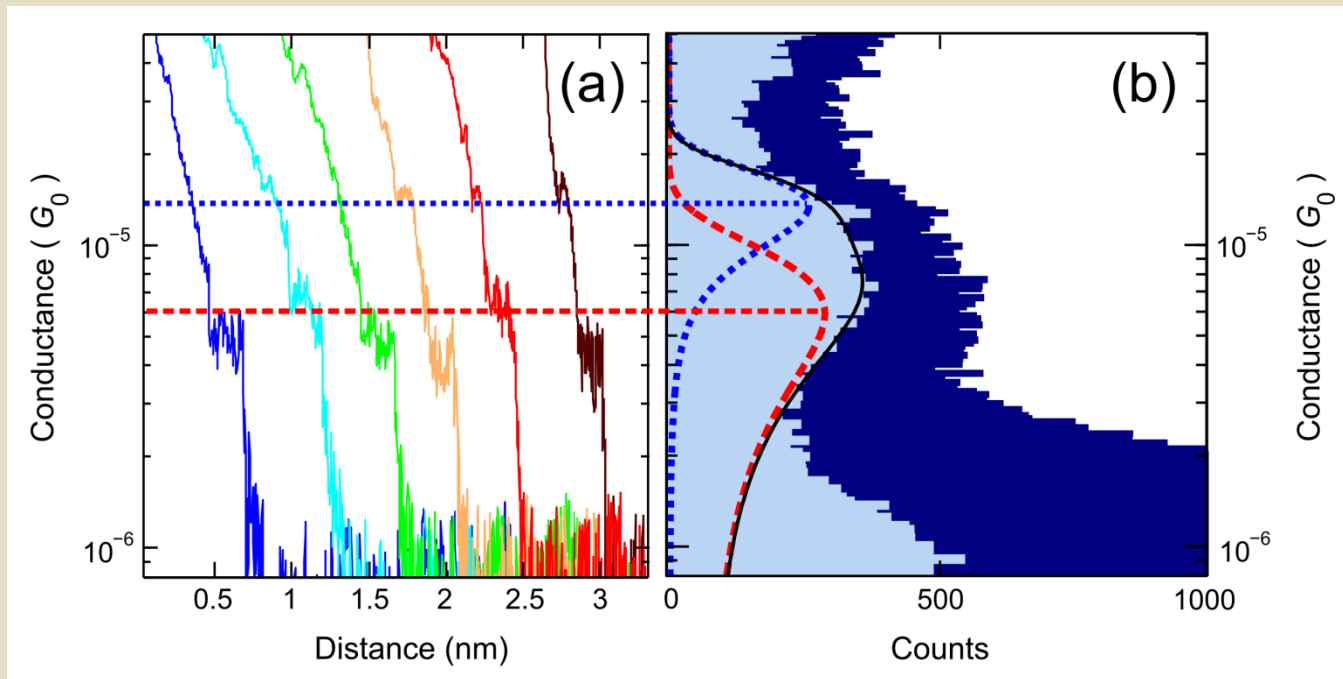 (a)
Conductance ( G₀ )
10⁻⁵
10⁻⁶
0.5 1 1.5 2 2.5 3
Distance (nm)
(b)
0 500 1000
Counts
10⁻⁵
10⁻⁶
Conductance ( G₀ )